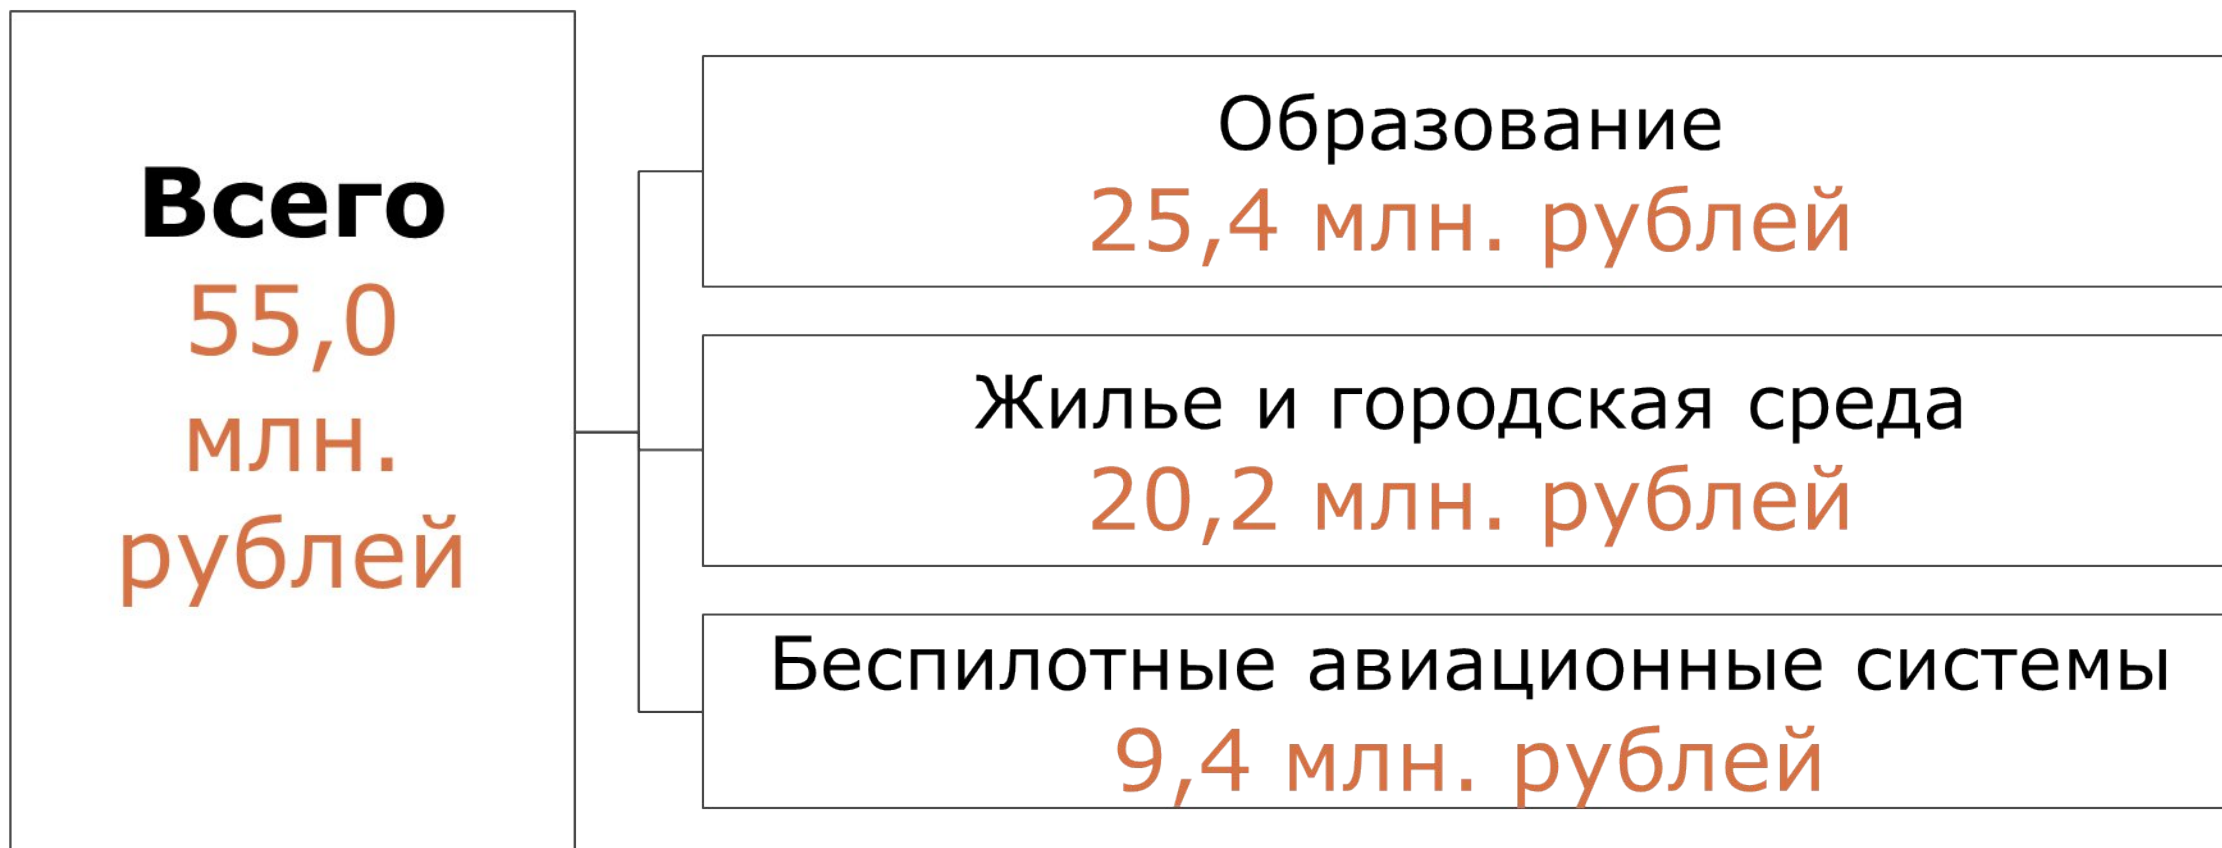 Всего
55,0
млн.
рублей
Образование
25,4 млн. рублей
Жилье и городская среда
20,2 млн. рублей
Беспилотные авиационные системы
9,4 млн. рублей